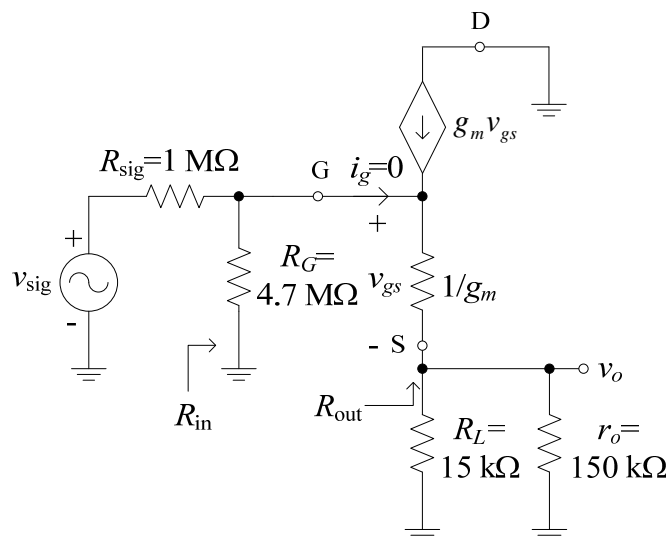 D
g_m v_gs
R_sig=1 MΩ
G
i_g=0
+
+
v_sig
-
R_G=
4.7 MΩ
v_gs
1/g_m
- S
R_in
R_out
v_o
R_L=
15 kΩ
r_o=
150 kΩ